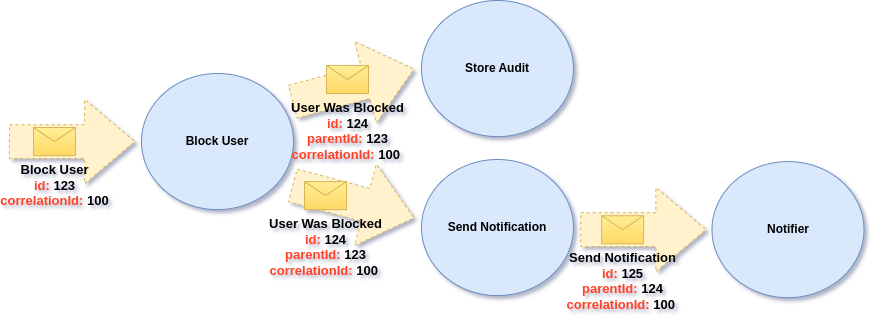 Block User
Block User
id: 123
correlationId: 100
User Was Blocked
id: 124
parentId: 123
correlationId: 100
Store Audit
User Was Blocked
id: 124
parentId: 123
correlationId: 100
Send Notification
Send Notification
id: 125
parentId: 124
correlationId: 100
Notifier